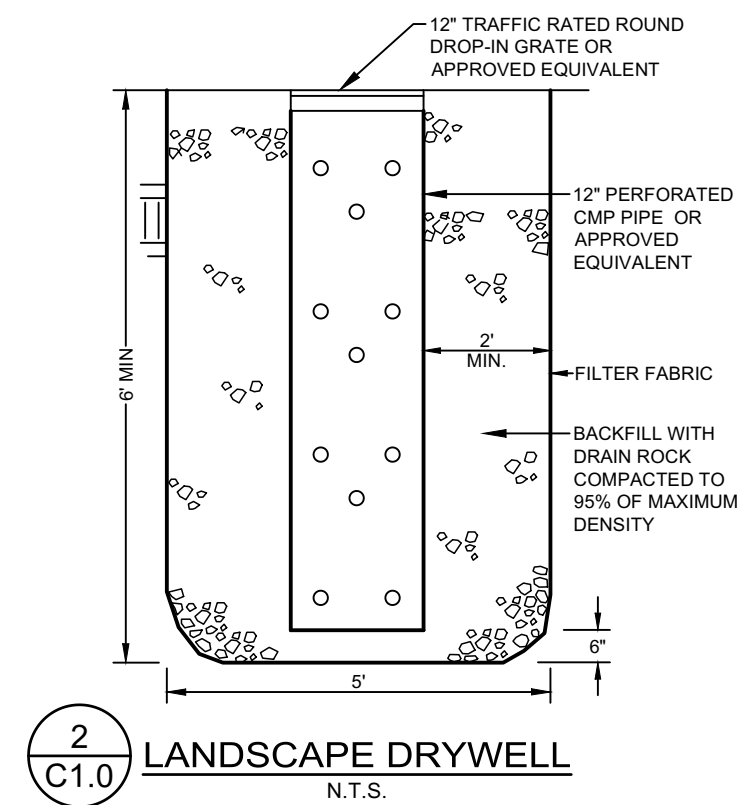 12" TRAFFIC RATED ROUND
DROP-IN GRATE OR
APPROVED EQUIVALENT
12" PERFORATED
CMP PIPE OR
APPROVED
EQUIVALENT
6' MIN
2'
MIN.
FILTER FABRIC
BACKFILL WITH
DRAIN ROCK
COMPACTED TO
95% OF MAXIMUM
DENSITY
6"
5'
2
C1.0
LANDSCAPE DRYWELL
N.T.S.